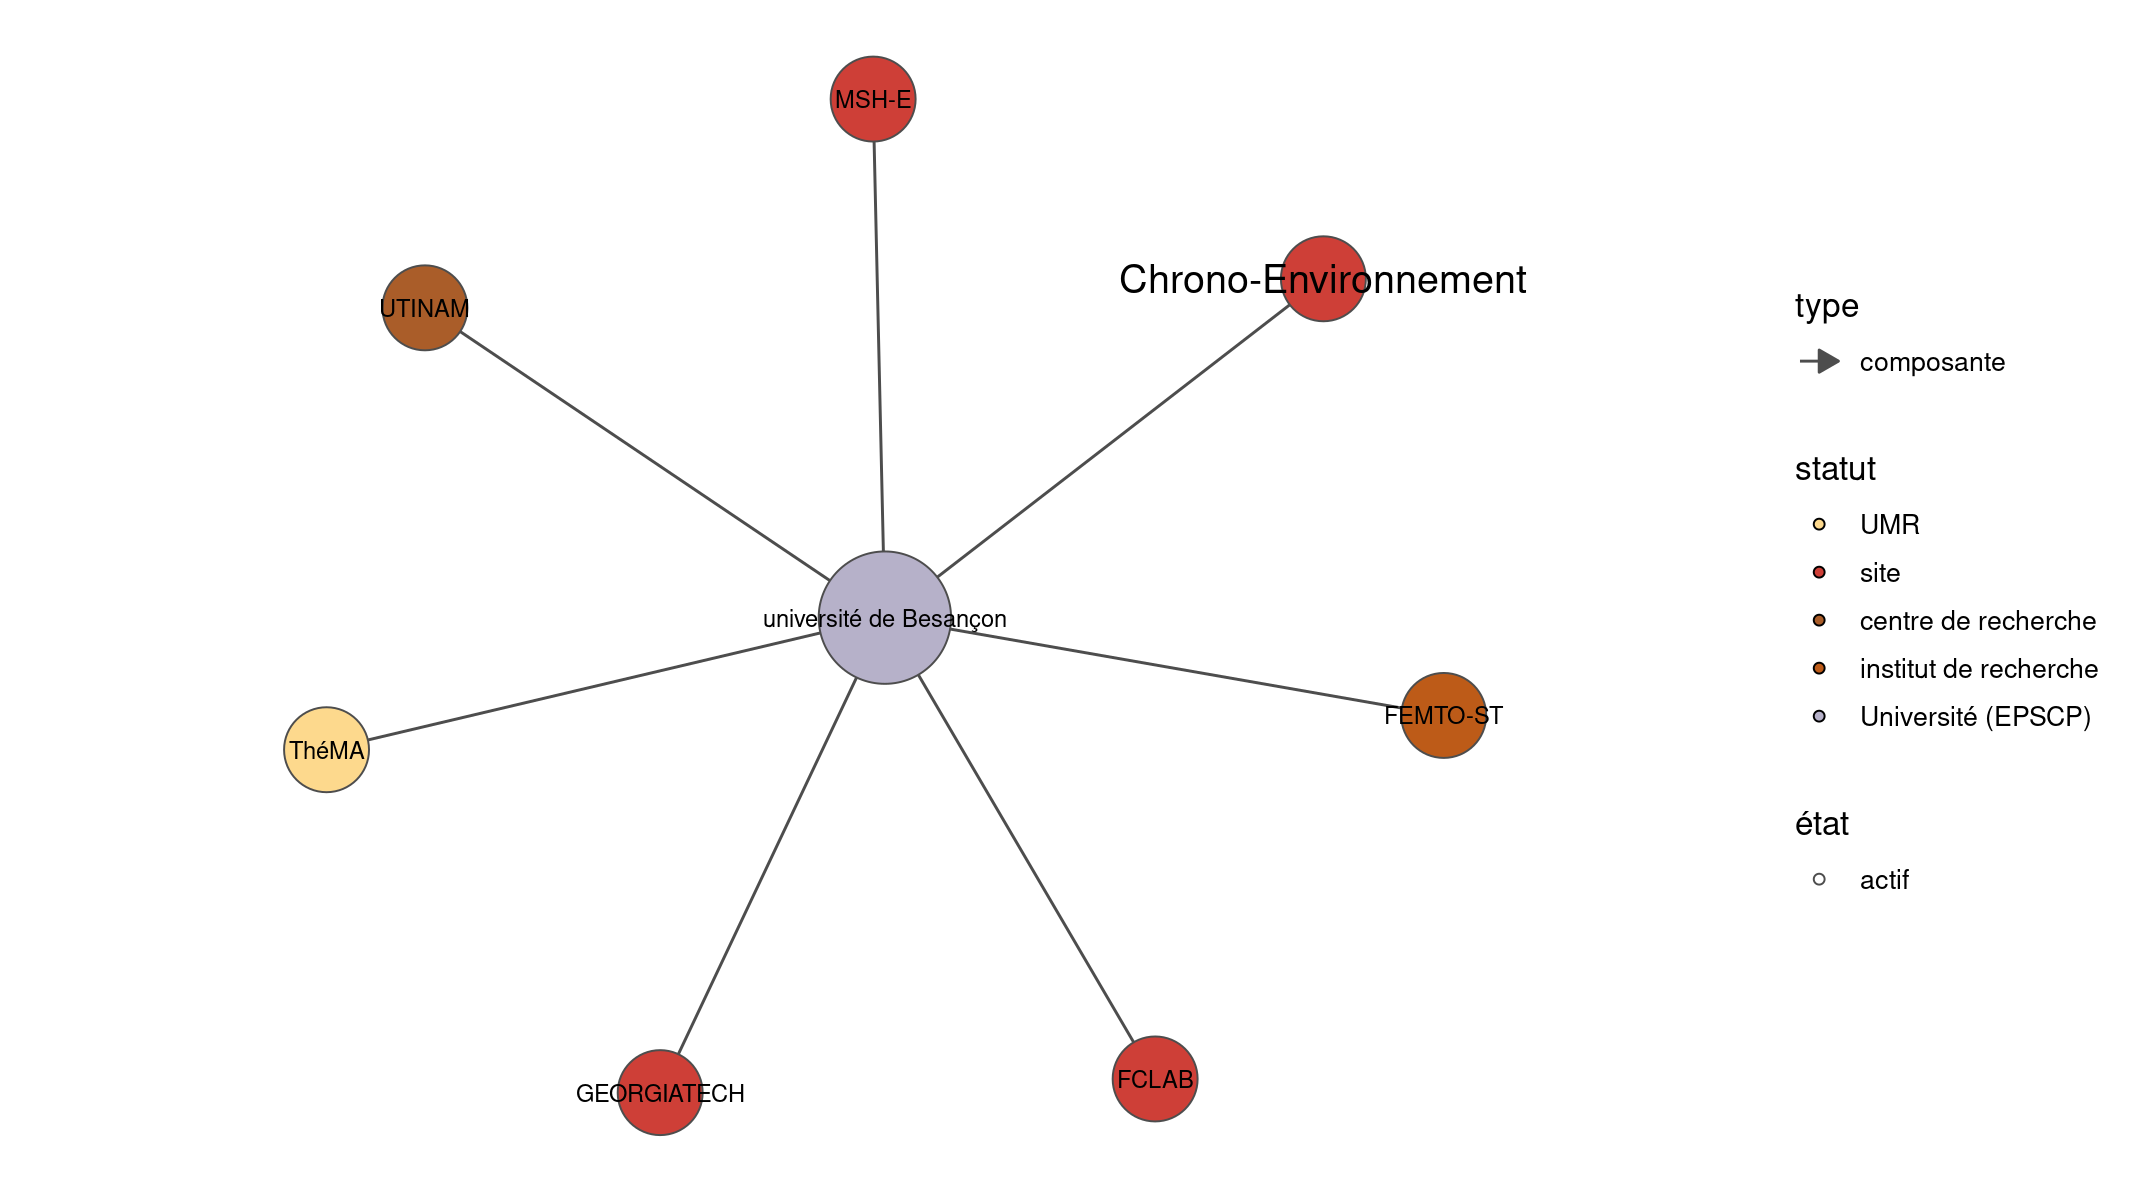 MSH-E
Chrono-Environnement
UTINAM
université de Besançon
FEMTO-ST
ThéMA
FCLAB
GEORGIATECH
type
composante
statut
UMR
site
centre de recherche
institut de recherche
Université (EPSCP)
état
actif